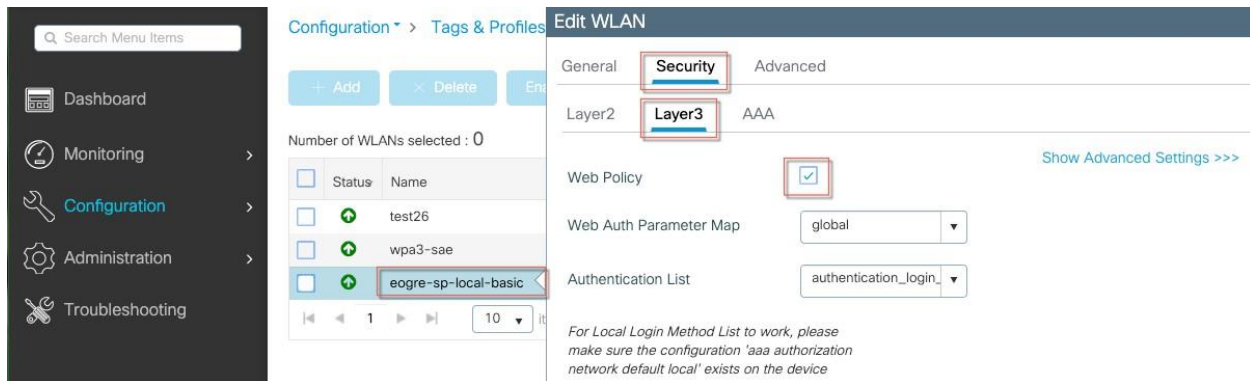 Search Menu Items
Dashboard
Monitoring
Configuration
Administration
Troubleshooting
Configuration > Tags & Profiles
+ Add
× Delete
Number of WLANs selected : 0
Status Name
test26
wpa3-sae
eogre-sp-local-basic
1
10
Edit WLAN
General Security Advanced
Layer2 Layer3 AAA
Show Advanced Settings >>>
Web Policy
Web Auth Parameter Map global
Authentication List authentication_login_
For Local Login Method List to work, please
make sure the configuration 'aaa authorization
network default local' exists on the device